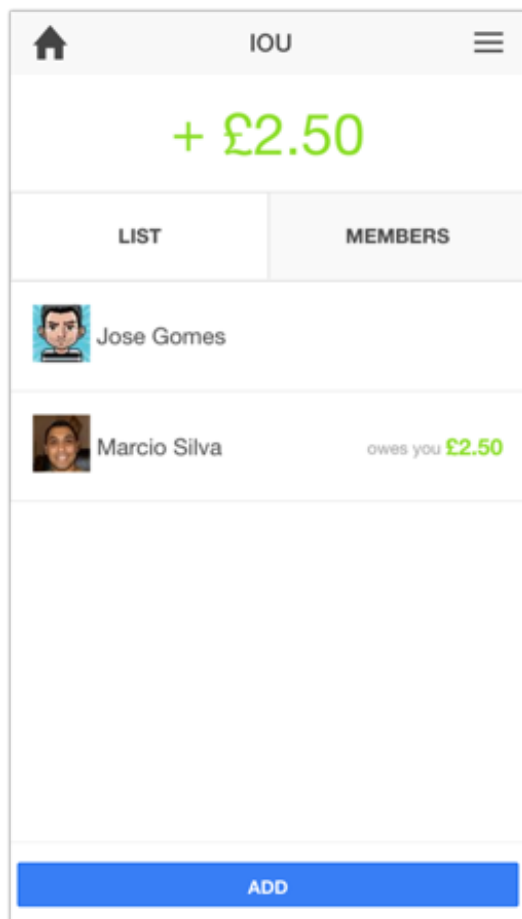 IOU
+ £2.50
LIST
MEMBERS
Jose Gomes
Marcio Silva
owes you £2.50
ADD